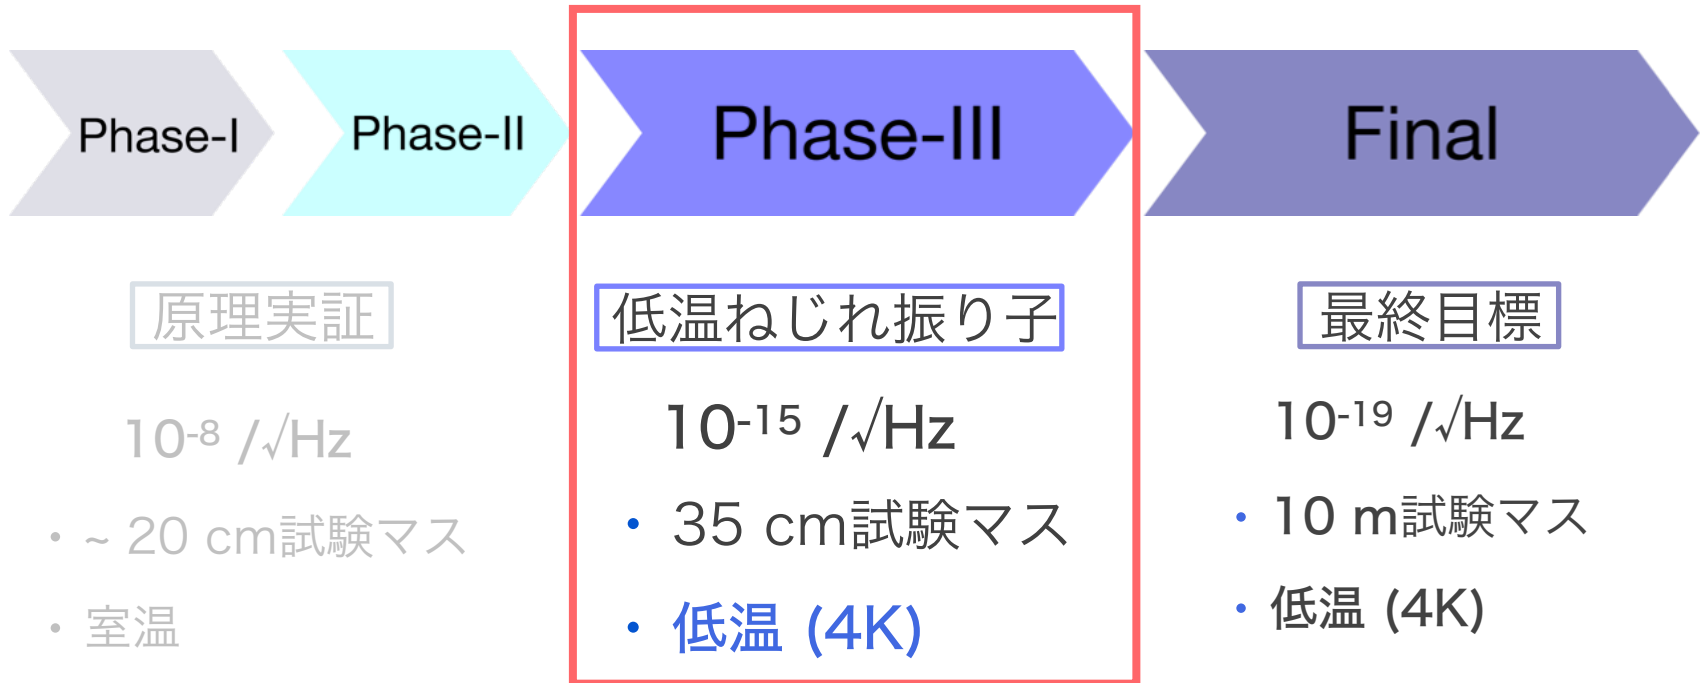 Phase-I
Phase-II
Phase-III
Final
原理実証
10-8 /√Hz
・~ 20 cm試験マス
・室温
低温ねじれ振り子
10-15 /√Hz
・35 cm試験マス
・低温 (4K)
最終目標
10-19 /√Hz
・10 m試験マス
・低温 (4K)